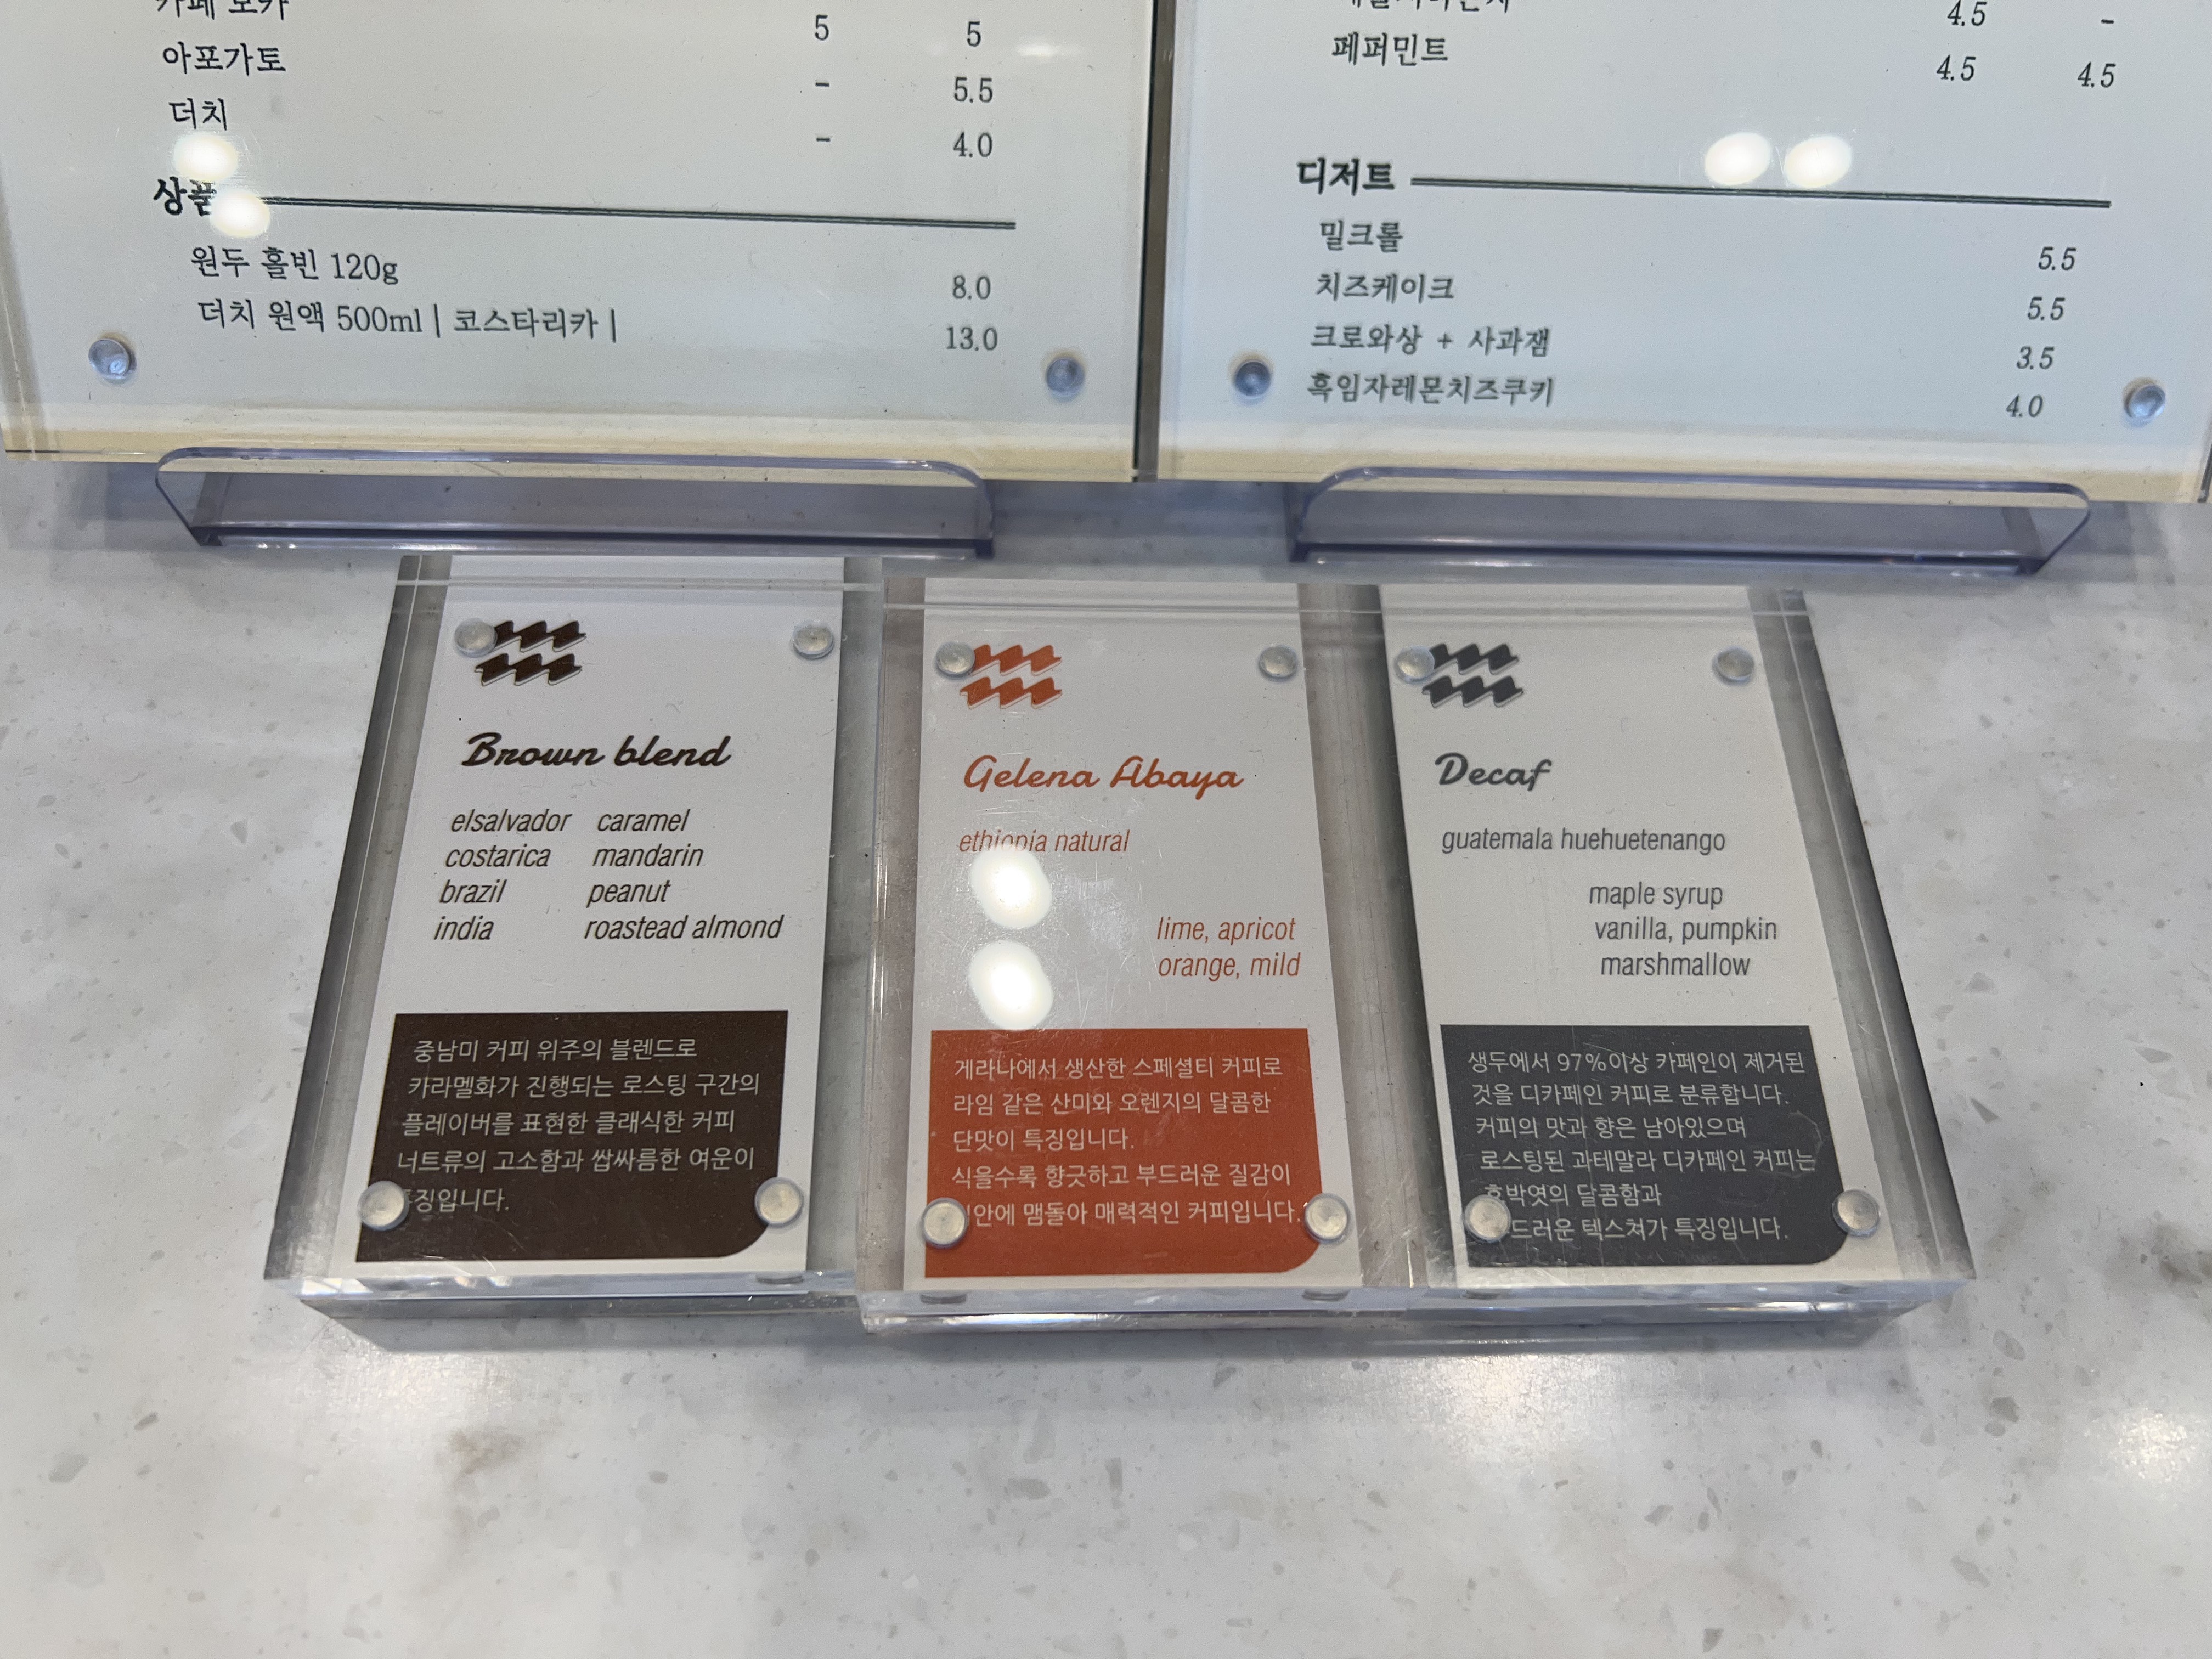 카페 모카 5 5
아포가토 - 5.5
더치 - 4.0
상품
원두 홀빈 120g 8.0
더치 원액 500ml | 코스타리카 | 13.0
4.5 -
페퍼민트 4.5 4.5
디저트
밀크롤 5.5
치즈케이크 5.5
크로와상 + 사과잼 3.5
흑임자레몬치즈쿠키 4.0
Brown blend
elsalvador caramel
costarica mandarin
brazil peanut
india roastead almond
중남미 커피 위주의 블렌드로
카라멜화가 진행되는 로스팅 구간의
플레이버를 표현한 클래식한 커피
너트류의 고소함과 쌉싸름한 여운이
특징입니다.
Gelena Abaya
ethiopia natural
lime, apricot
orange, mild
게라나에서 생산한 스페셜티 커피로
라임 같은 산미와 오렌지의 달콤한
단맛이 특징입니다.
식을수록 향긋하고 부드러운 질감이
입안에 맴돌아 매력적인 커피입니다.
Decaf
guatemala huehuetenango
maple syrup
vanilla, pumpkin
marshmallow
생두에서 97%이상 카페인이 제거된
것을 디카페인 커피로 분류합니다.
커피의 맛과 향은 남아있으며
로스팅된 과테말라 디카페인 커피는
호박엿의 달콤함과
부드러운 텍스쳐가 특징입니다.